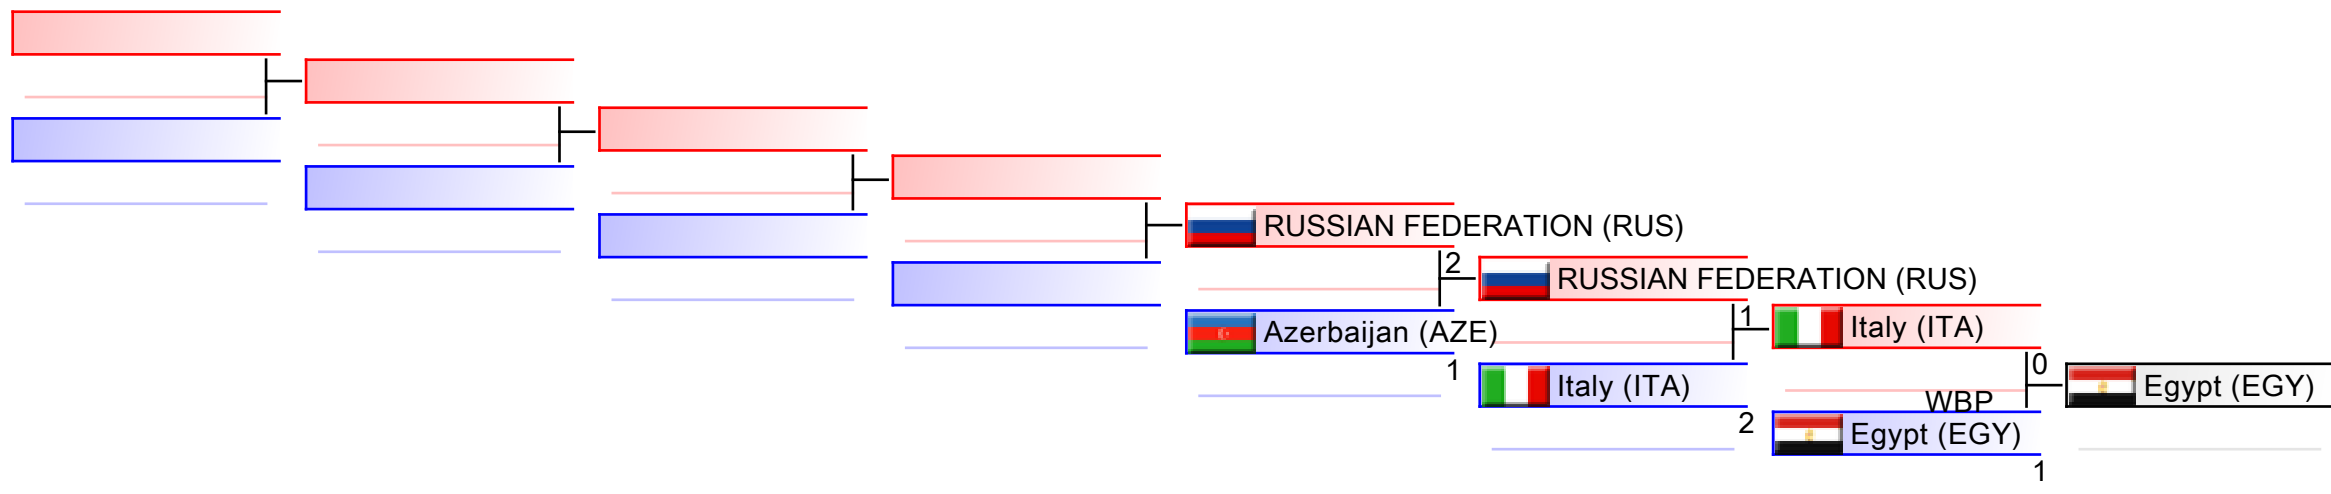 RUSSIAN FEDERATION (RUS)
2
RUSSIAN FEDERATION (RUS)
Azerbaijan (AZE)
1
1
Italy (ITA)
0
Italy (ITA)
2
WBP
Egypt (EGY)
Egypt (EGY)
1